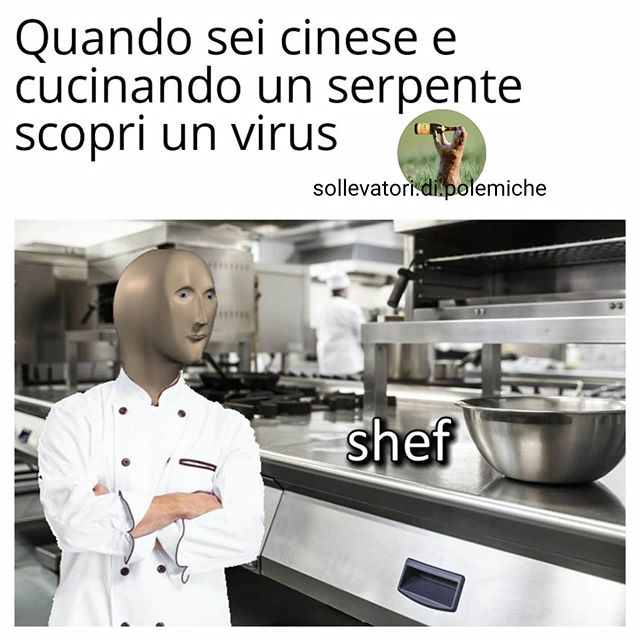 Quando sei cinese e
cucinando un serpente
scopri un virus
sollevatori.di.polemiche
shef